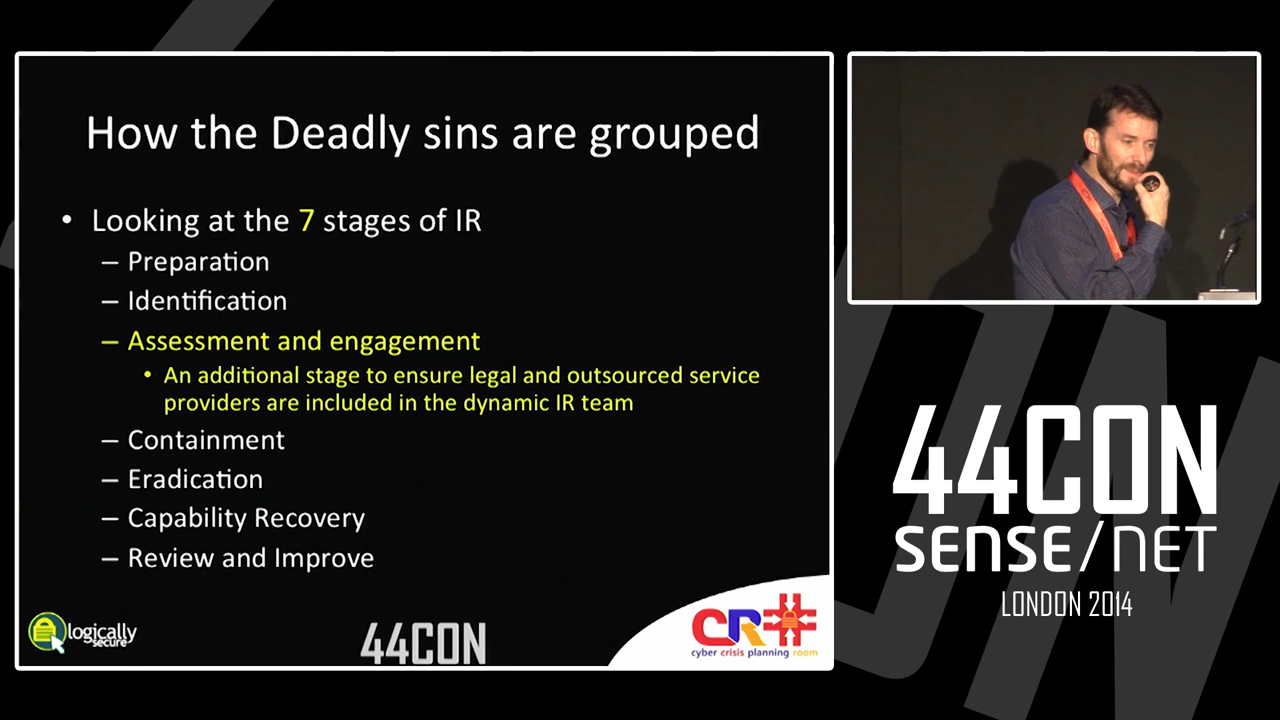 How the Deadly sins are grouped
• Looking at the 7 stages of IR
– Preparation
– Identification
– Assessment and engagement
• An additional stage to ensure legal and outsourced service
providers are included in the dynamic IR team
– Containment
– Eradication
– Capability Recovery
– Review and Improve
logically
secure
44CON
CR
cyber crisis planning room
44CON
SENSE/NET
LONDON 2014